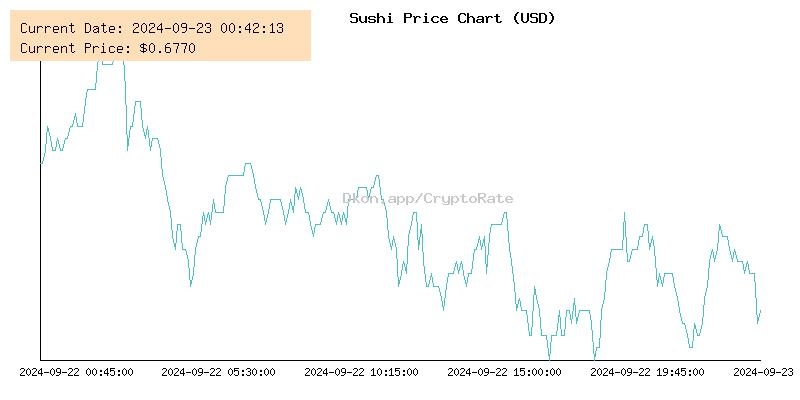 Sushi Price Chart (USD)
Current Date: 2024-09-23 00:42:13
Current Price: $0.6770
Dkon.app/CryptoRate
2024-09-22 00:45:00 2024-09-22 05:30:00 2024-09-22 10:15:00 2024-09-22 15:00:00 2024-09-22 19:45:00 2024-09-23